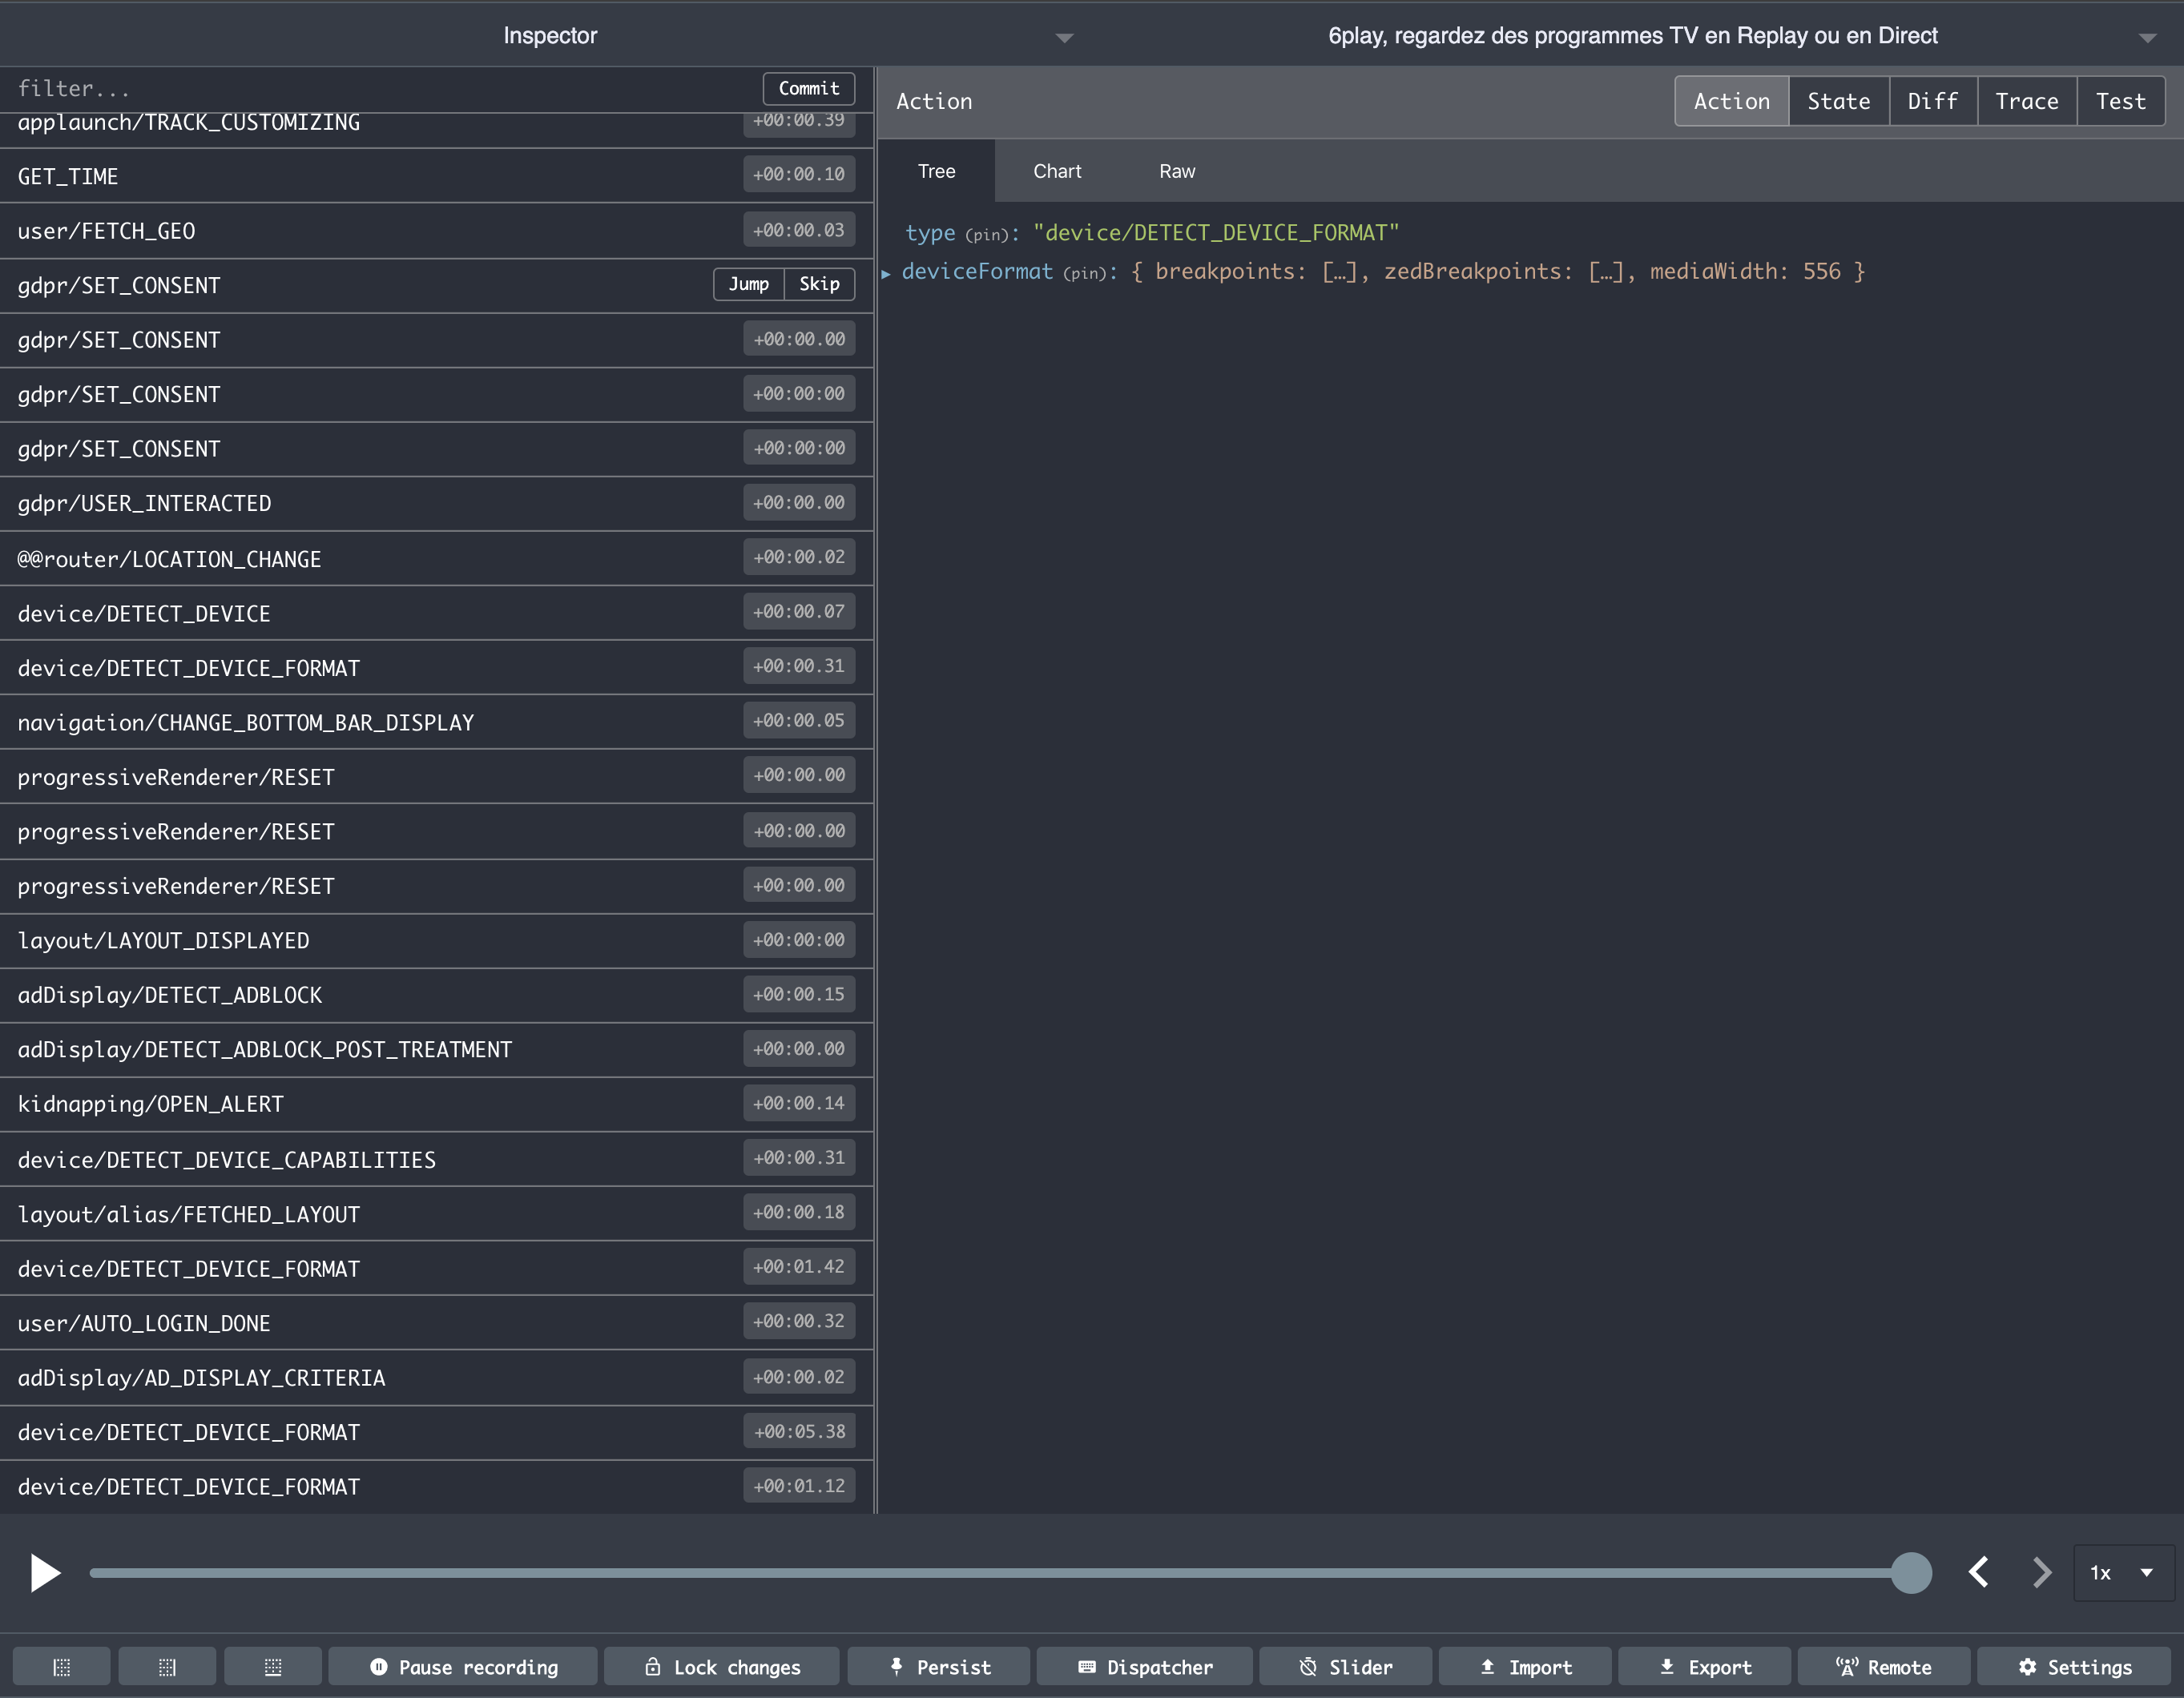 Inspector
6play, regardez des programmes TV en Replay ou en Direct
filter...
Commit
applaunch/TRACK_CUSTOMIZING +00:00.39
GET_TIME +00:00.10
user/FETCH_GEO +00:00.03
gdpr/SET_CONSENT Jump Skip
gdpr/SET_CONSENT +00:00.00
gdpr/SET_CONSENT +00:00:00
gdpr/SET_CONSENT +00:00:00
gdpr/USER_INTERACTED +00:00.00
@@router/LOCATION_CHANGE +00:00.02
device/DETECT_DEVICE +00:00.07
device/DETECT_DEVICE_FORMAT +00:00.31
navigation/CHANGE_BOTTOM_BAR_DISPLAY +00:00.05
progressiveRenderer/RESET +00:00.00
progressiveRenderer/RESET +00:00.00
progressiveRenderer/RESET +00:00.00
layout/LAYOUT_DISPLAYED +00:00:00
adDisplay/DETECT_ADBLOCK +00:00.15
adDisplay/DETECT_ADBLOCK_POST_TREATMENT +00:00.00
kidnapping/OPEN_ALERT +00:00.14
device/DETECT_DEVICE_CAPABILITIES +00:00.31
layout/alias/FETCHED_LAYOUT +00:00.18
device/DETECT_DEVICE_FORMAT +00:01.42
user/AUTO_LOGIN_DONE +00:00.32
adDisplay/AD_DISPLAY_CRITERIA +00:00.02
device/DETECT_DEVICE_FORMAT +00:05.38
device/DETECT_DEVICE_FORMAT +00:01.12
Action
Action State Diff Trace Test
Tree Chart Raw
type (pin): "device/DETECT_DEVICE_FORMAT"
deviceFormat (pin): { breakpoints: […], zedBreakpoints: […], mediaWidth: 556 }
1x
Pause recording Lock changes Persist Dispatcher Slider Import Export Remote Settings